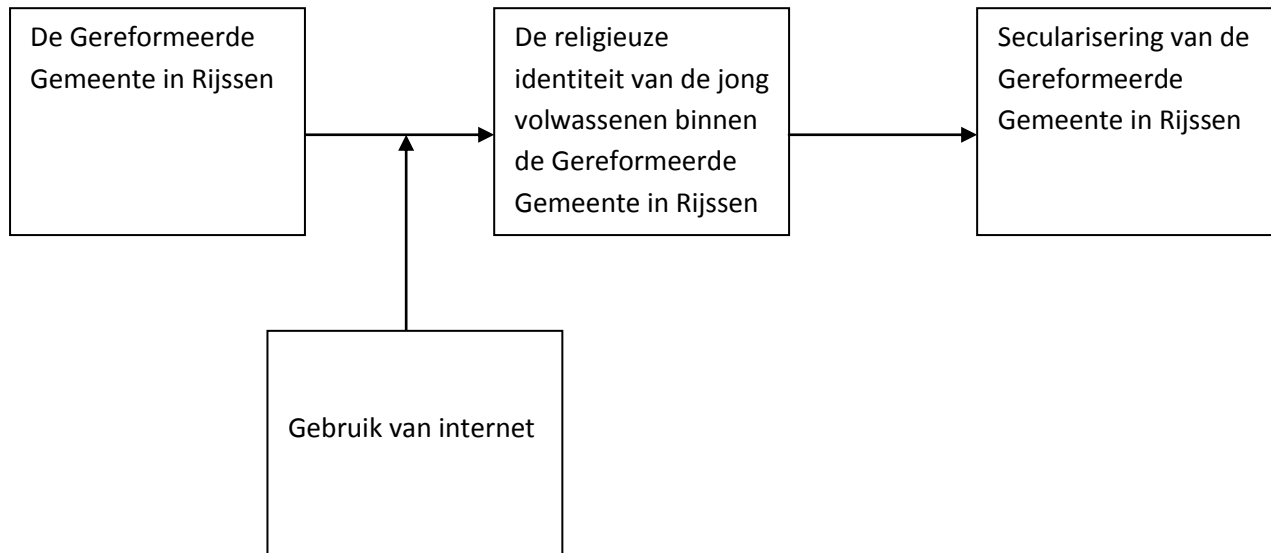 De Gereformeerde
Gemeente in Rijssen
De religieuze
identiteit van de jong
volwassenen binnen
de Gereformeerde
Gemeente in Rijssen
Secularisering van de
Gereformeerde
Gemeente in Rijssen
Gebruik van internet